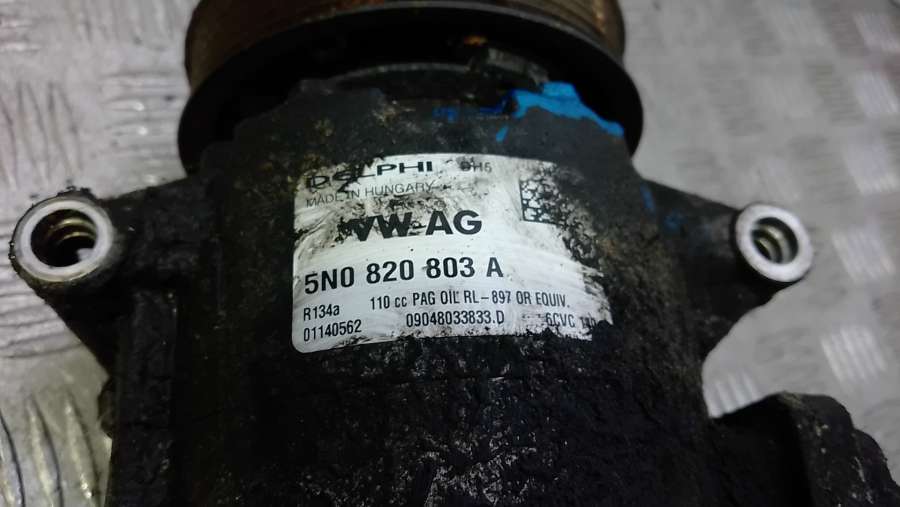 DELPHI
MADE IN HUNGARY
VW-AG
5N0 820 803 A
R134a 110 cc PAG OIL RL-897 OR EQUIV.
01140562 09048033833.D 6CVC